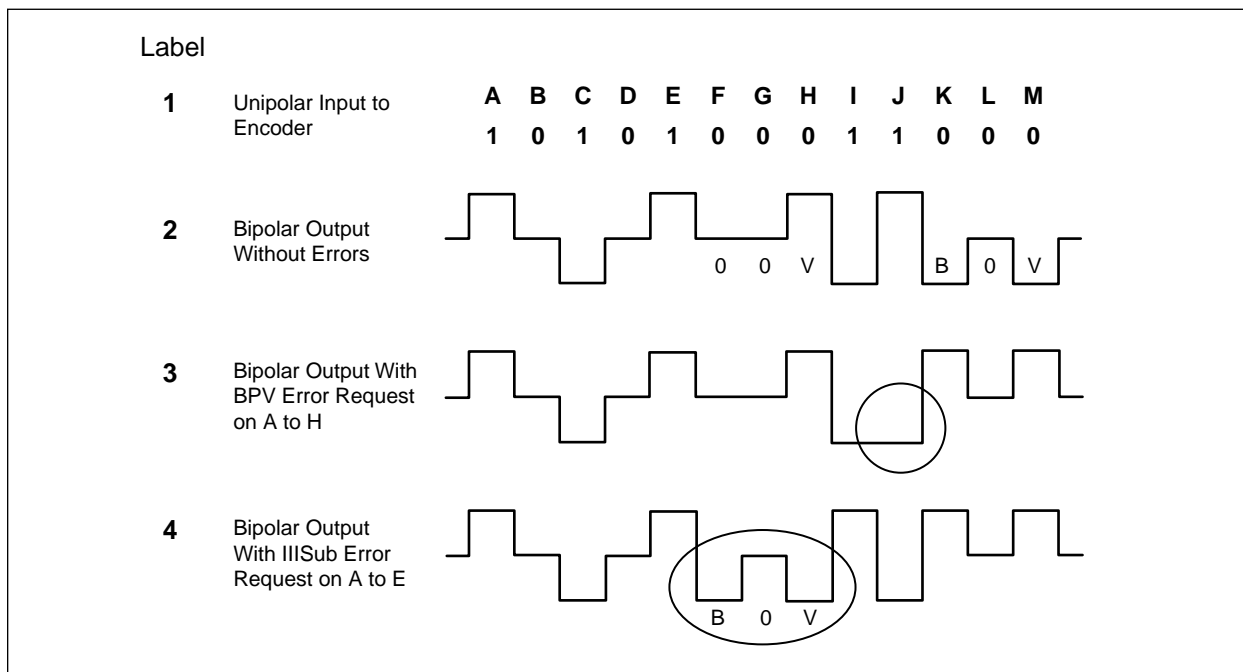 Label
1 Unipolar Input to A B C D E F G H I J K L M
Encoder 1 0 1 0 1 0 0 0 1 1 0 0 0
2 Bipolar Output
Without Errors
0 0 V B 0 V
3 Bipolar Output With
BPV Error Request
on A to H
4 Bipolar Output
With IIISub Error
Request on A to E
B 0 V